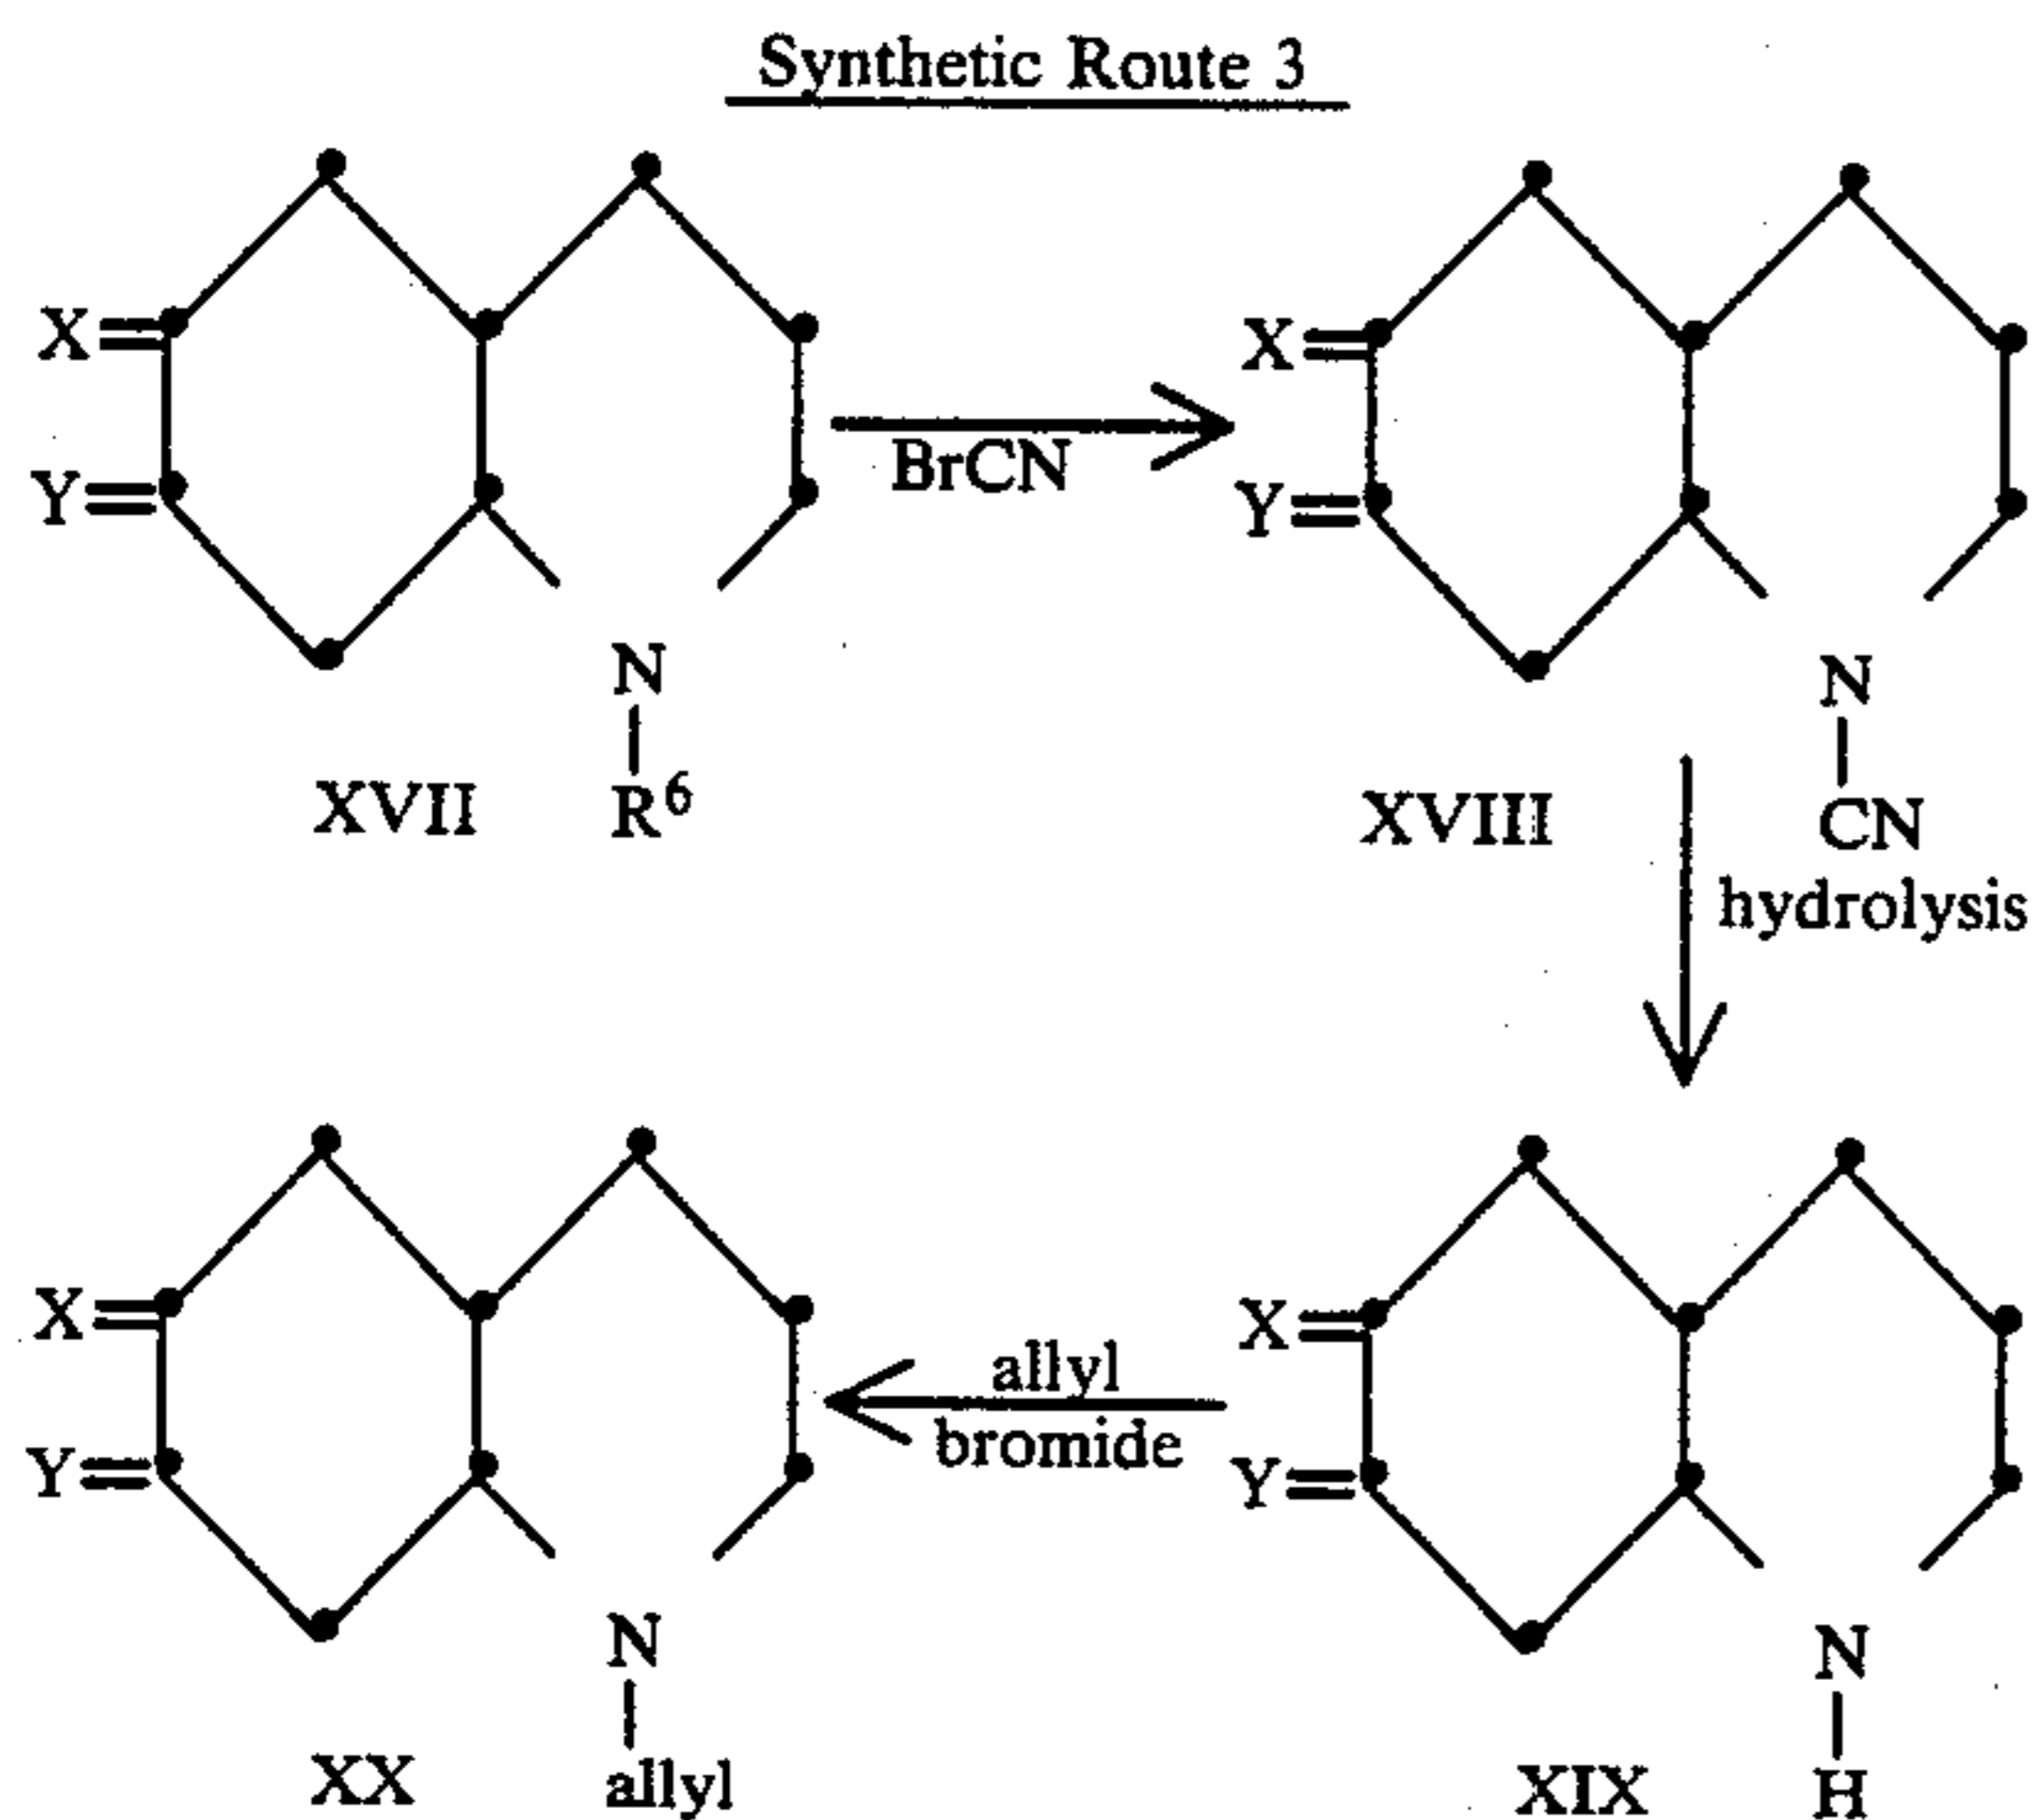 Synthetic Route 3
X
Y
N
R⁶
XVII
BrCN
X
Y
N
CN
XVIII
hydrolysis
X
Y
N
H
XIX
allyl
bromide
X
Y
N
allyl
XX